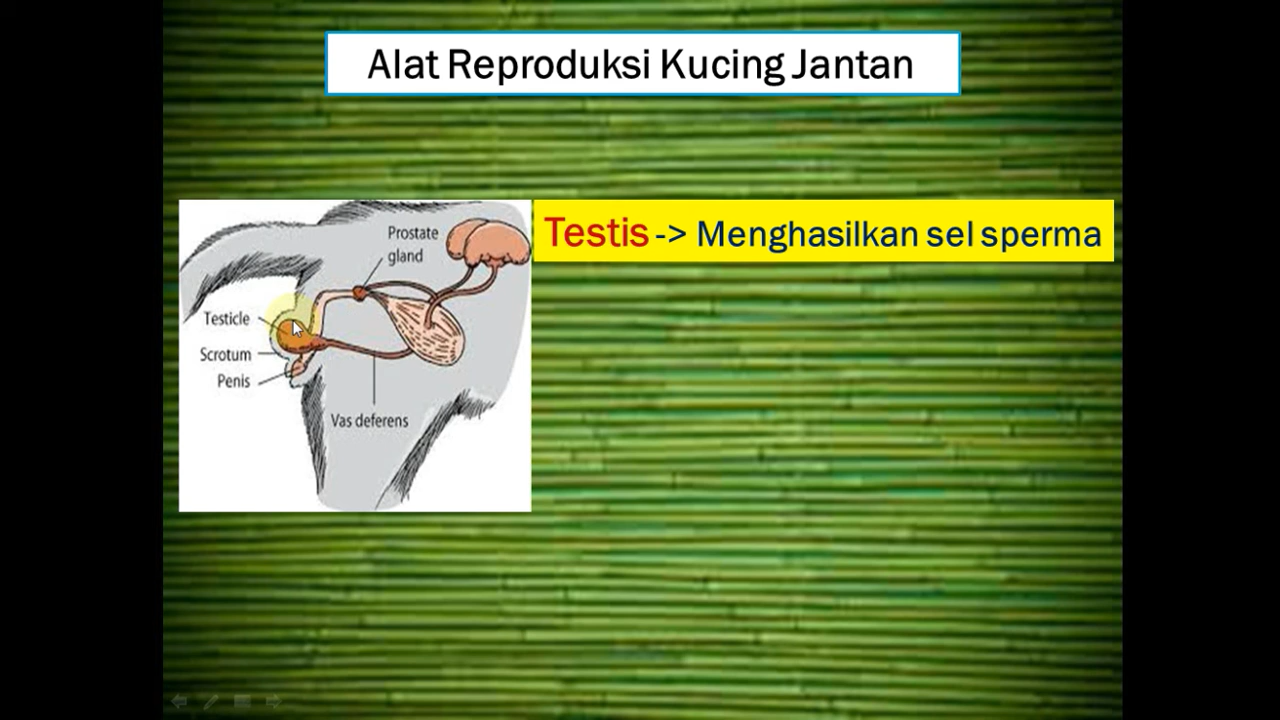 Alat Reproduksi Kucing Jantan
Testis -> Menghasilkan sel sperma
Prostate
gland
Testicle
Scrotum
Penis
Vas deferens